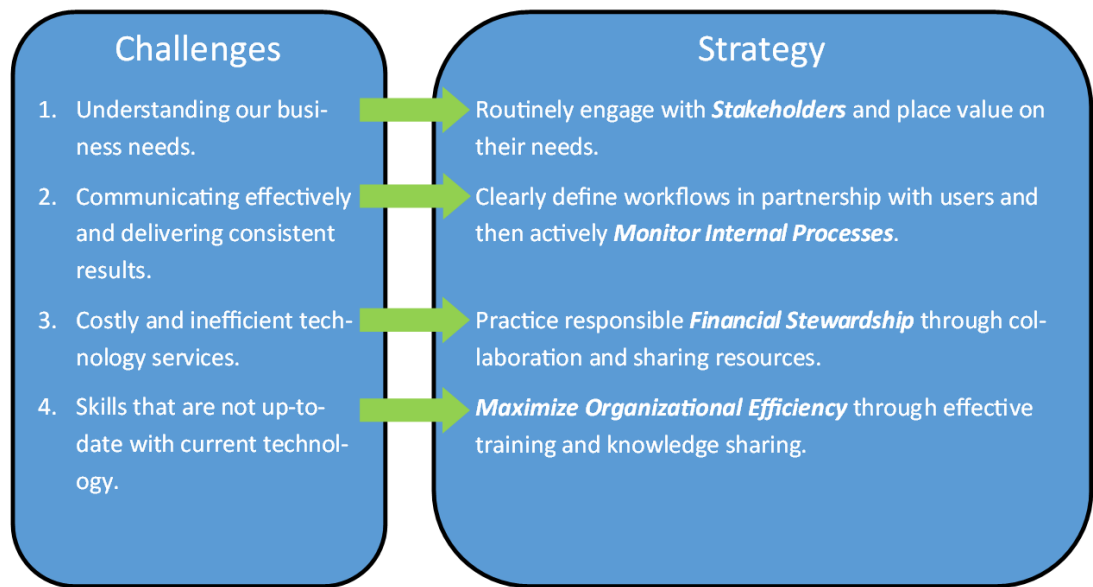 Challenges
1. Understanding our busi-
ness needs.
2. Communicating effectively
and delivering consistent
results.
3. Costly and inefficient tech-
nology services.
4. Skills that are not up-to-
date with current technol-
ogy.
Strategy
Routinely engage with Stakeholders and place value on
their needs.
Clearly define workflows in partnership with users and
then actively Monitor Internal Processes.
Practice responsible Financial Stewardship through col-
laboration and sharing resources.
Maximize Organizational Efficiency through effective
training and knowledge sharing.